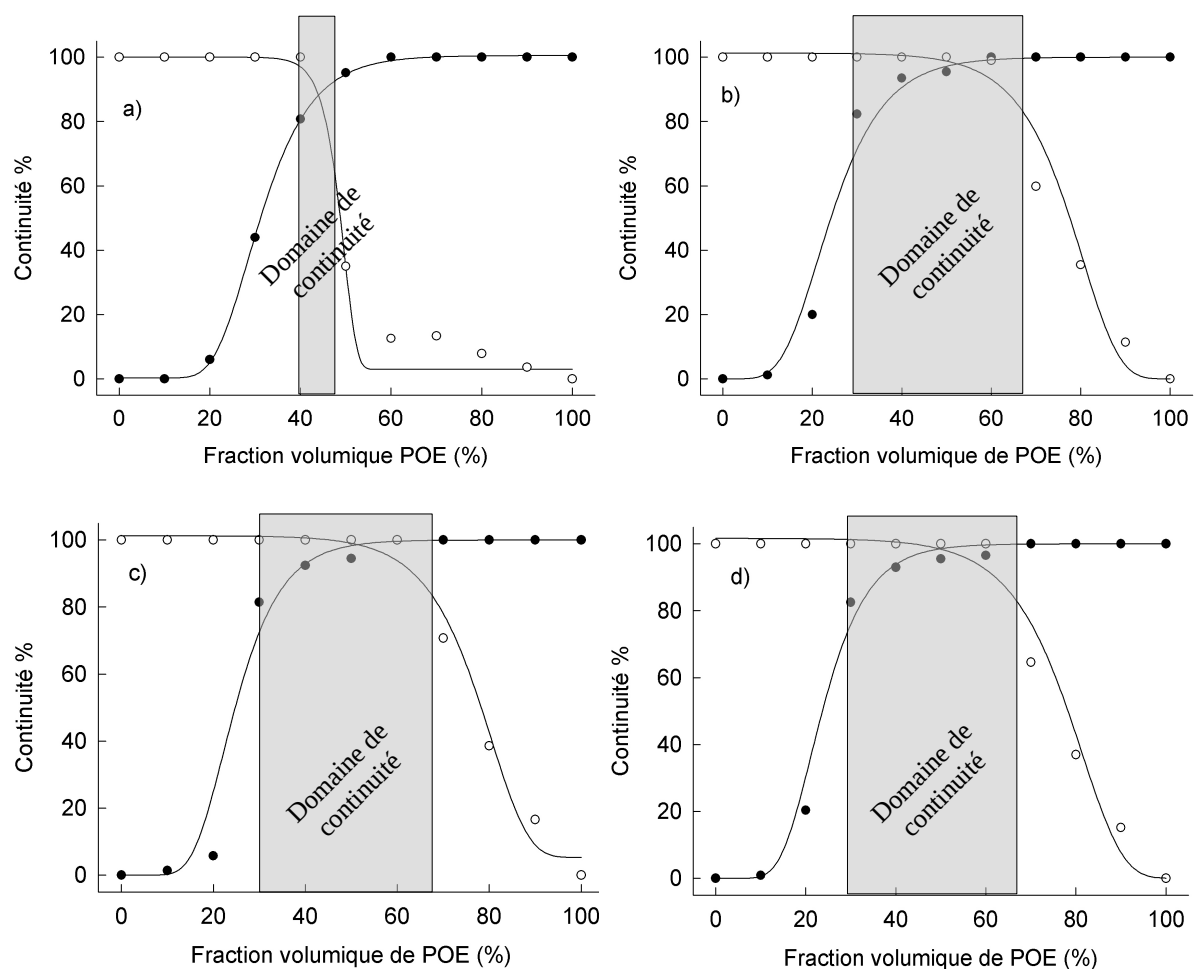 a)
Continuité %
100
80
60
40
20
0
Domaine de
continuité
0 20 40 60 80 100
Fraction volumique POE (%)
b)
Continuité %
100
80
60
40
20
0
Domaine de
continuité
0 20 40 60 80 100
Fraction volumique de POE (%)
c)
Continuité %
100
80
60
40
20
0
Domaine de
continuité
0 20 40 60 80 100
Fraction volumique de POE (%)
d)
Continuité %
100
80
60
40
20
0
Domaine de
continuité
0 20 40 60 80 100
Fraction volumique de POE (%)